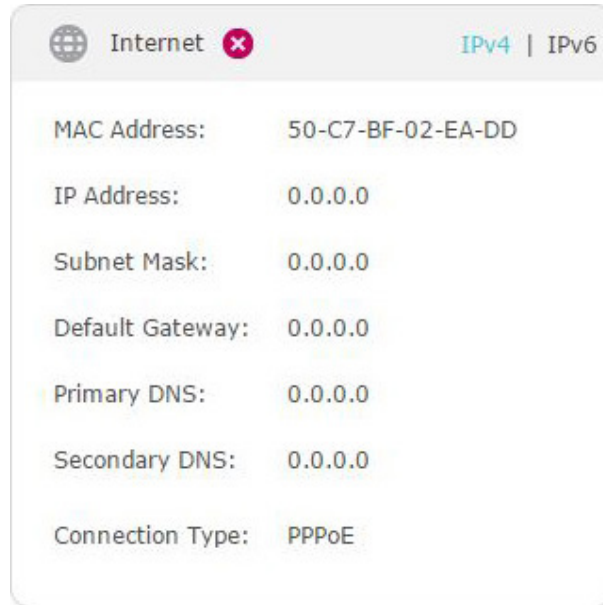 Internet IPv4 | IPv6
MAC Address: 50-C7-BF-02-EA-DD
IP Address: 0.0.0.0
Subnet Mask: 0.0.0.0
Default Gateway: 0.0.0.0
Primary DNS: 0.0.0.0
Secondary DNS: 0.0.0.0
Connection Type: PPPoE